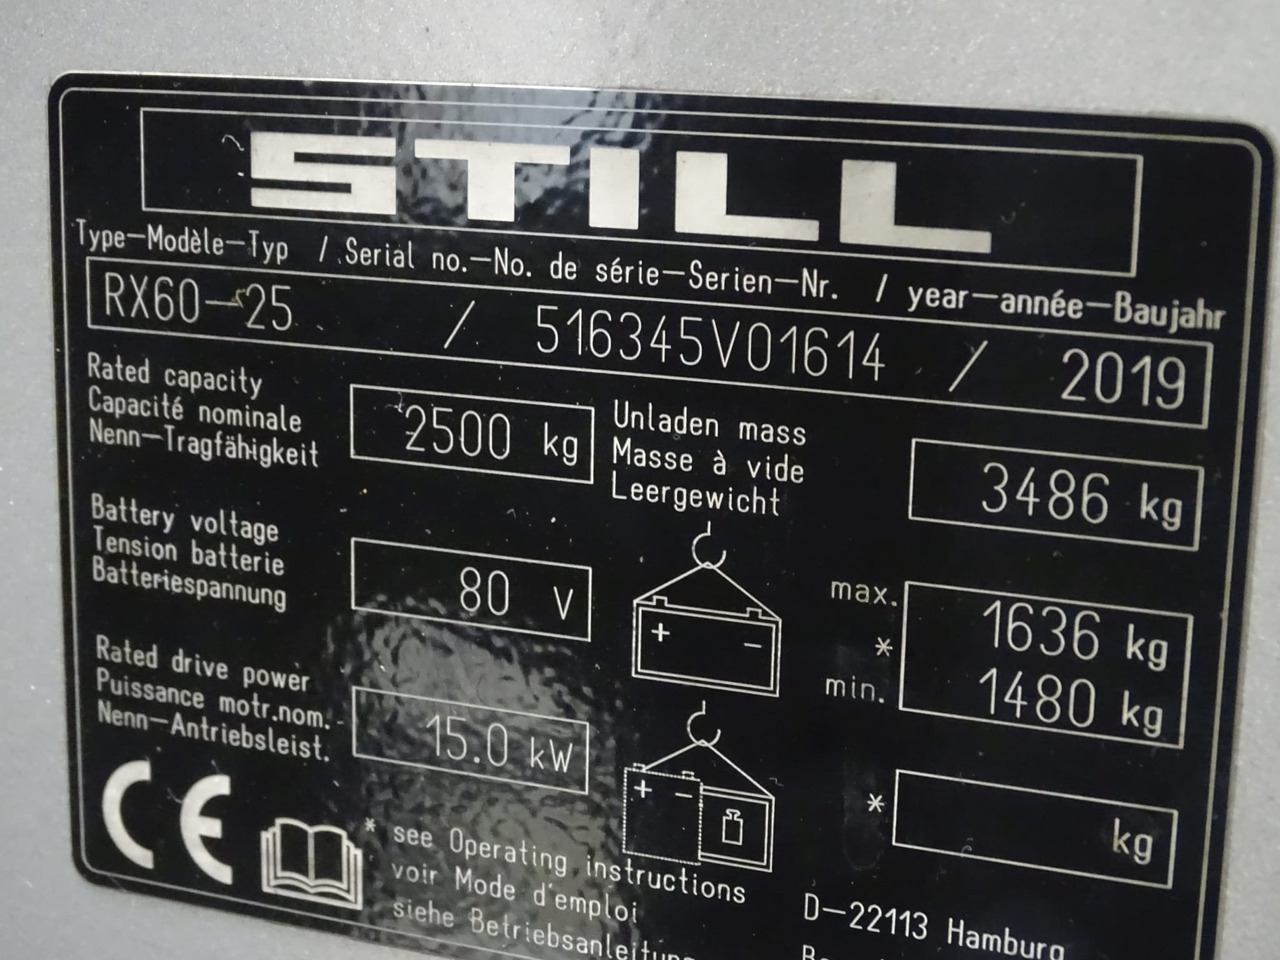 STILL
Type-Modèle-Typ / Serial no.-No. de série-Serien-Nr. / year-année-Baujahr
RX60-25 / 516345V01614 / 2019
Rated capacity
Capacité nominale
Nenn-Tragfähigkeit
2500 kg
Unladen mass
Masse à vide
Leergewicht
3486 kg
Battery voltage
Tension batterie
Batteriespannung
80 V
+ -
max. 1636 kg
*
min. 1480 kg
Rated drive power
Puissance motr.nom.
Nenn-Antriebsleist.
15.0 kW
+ -
* kg
CE
* see Operating instructions
voir Mode d'emploi
siehe
D-22113 Hamburg